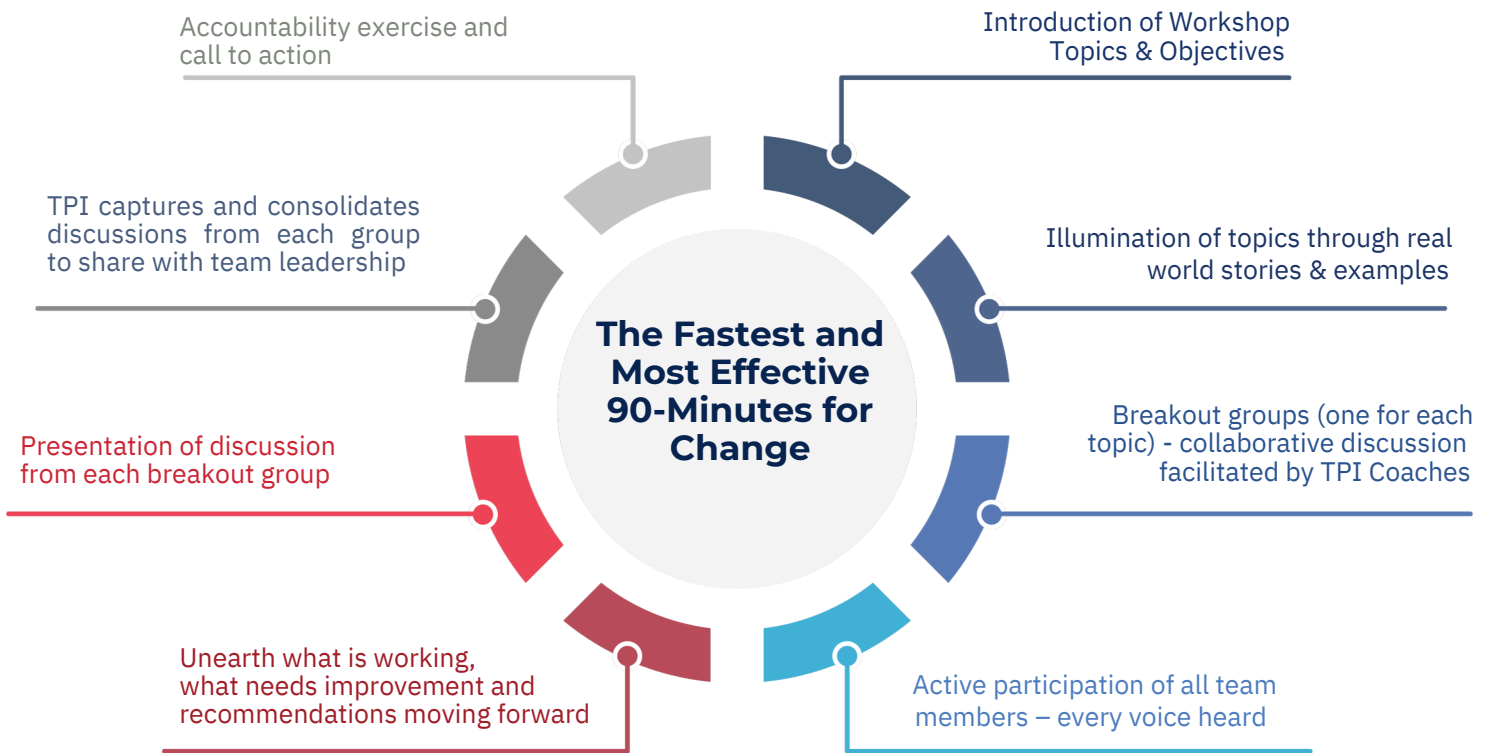 Accountability exercise and
call to action
Introduction of Workshop
Topics & Objectives
TPI captures and consolidates
discussions from each group
to share with team leadership
Illumination of topics through real
world stories & examples
The Fastest and
Most Effective
90-Minutes for
Change
Presentation of discussion
from each breakout group
Breakout groups (one for each
topic) - collaborative discussion
facilitated by TPI Coaches
Unearth what is working,
what needs improvement and
recommendations moving forward
Active participation of all team
members – every voice heard